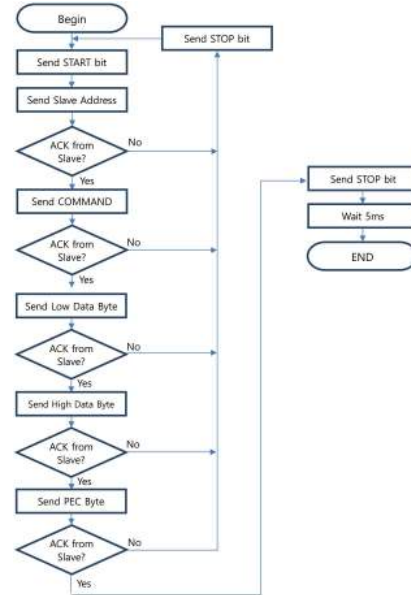 Begin
Send STOP bit
Send START bit
Send Slave Address
ACK from
Slave?
No
Yes
Send COMMAND
ACK from
Slave?
No
Yes
Send Low Data Byte
ACK from
Slave?
No
Yes
Send High Data Byte
ACK from
Slave?
No
Yes
Send PEC Byte
ACK from
Slave?
No
Yes
Send STOP bit
Wait 5ms
END